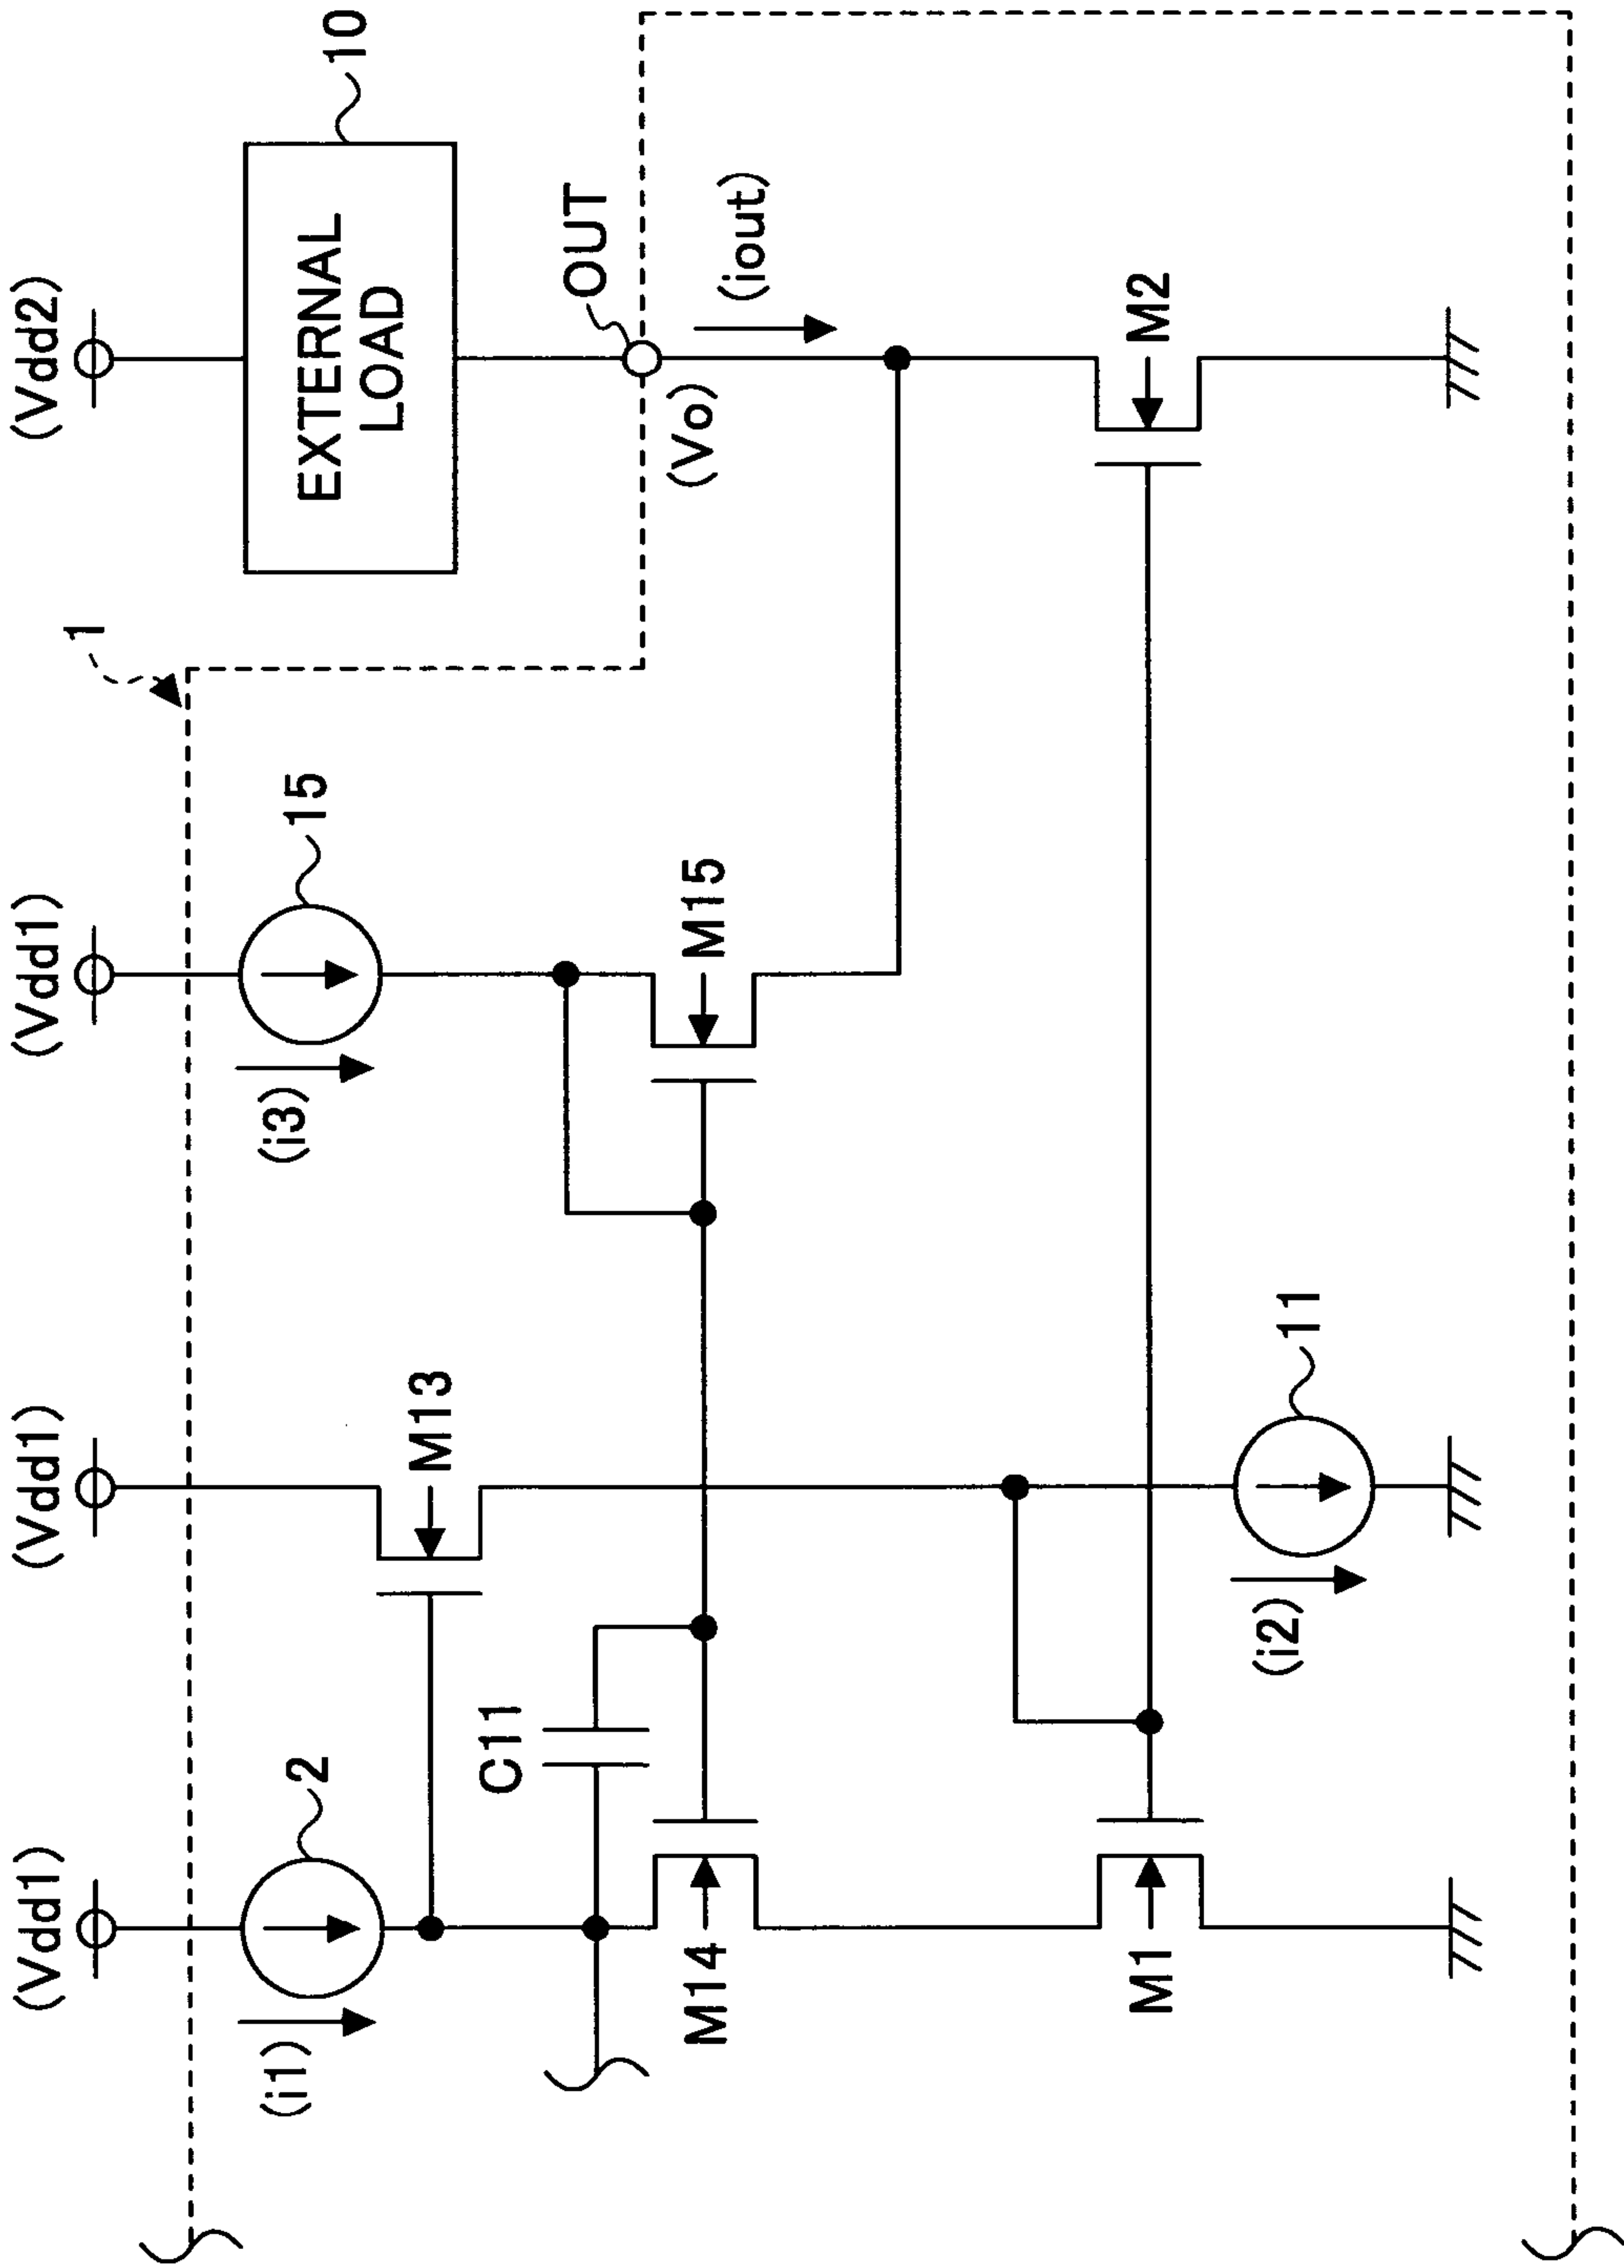 (Vdd1)
(Vdd1)
(Vdd1)
(Vdd2)
1
2
15
EXTERNAL
LOAD
10
(i1)
(i3)
M13
C11
OUT
(Vo)
(iout)
M14
M15
M1
M2
(i2)
11